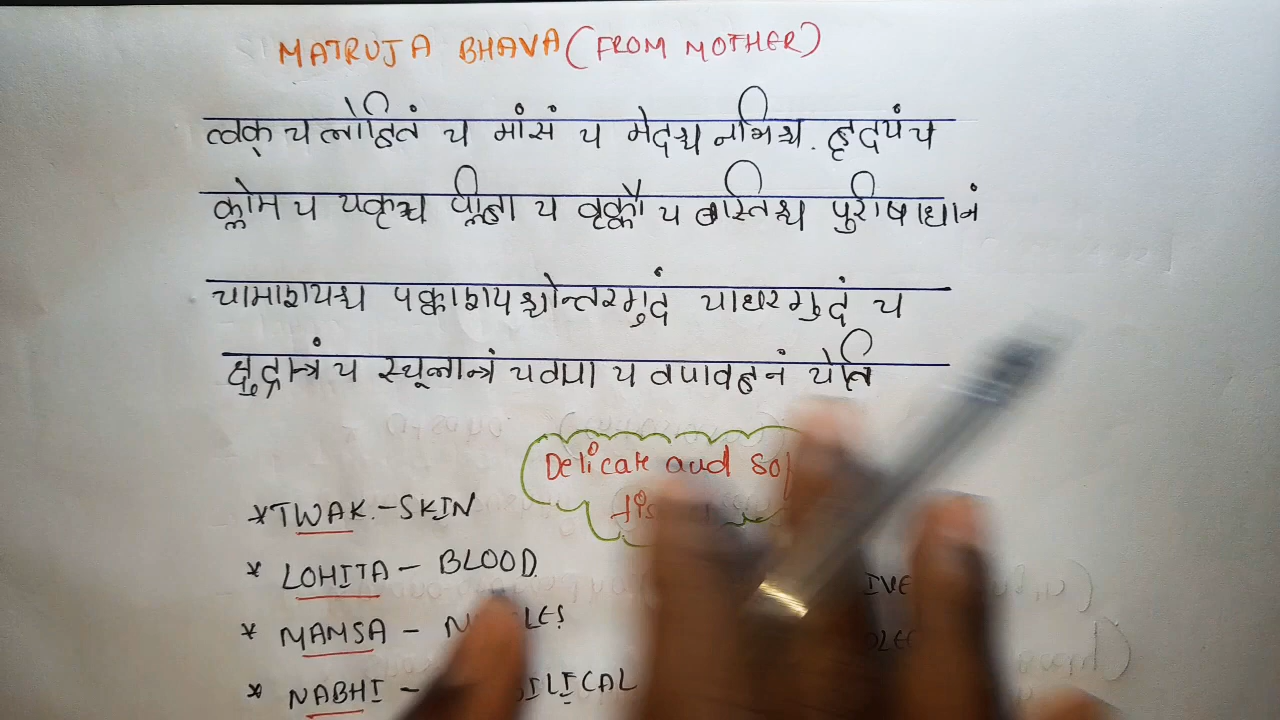 MATRUJA BHAVA (FROM MOTHER)
त्वक् च लोहितं च मांसं च मेदश्च नाभिश्च. हृदयं च
क्लोम च यकृच्च प्लीहा च वृक्कौ च बस्तिश्च पुरीषाधानं
चामाशयश्च पक्वाशयश्चोन्तरगुदं चाधरगुदं च
क्षुद्रान्त्रं च स्थूलान्त्रं च वपा च वपावहनं चेति
Delicate and
* TWAK.-SKIN
* LOHITA - BLOOD.
* MAMSA -
* NABHI -